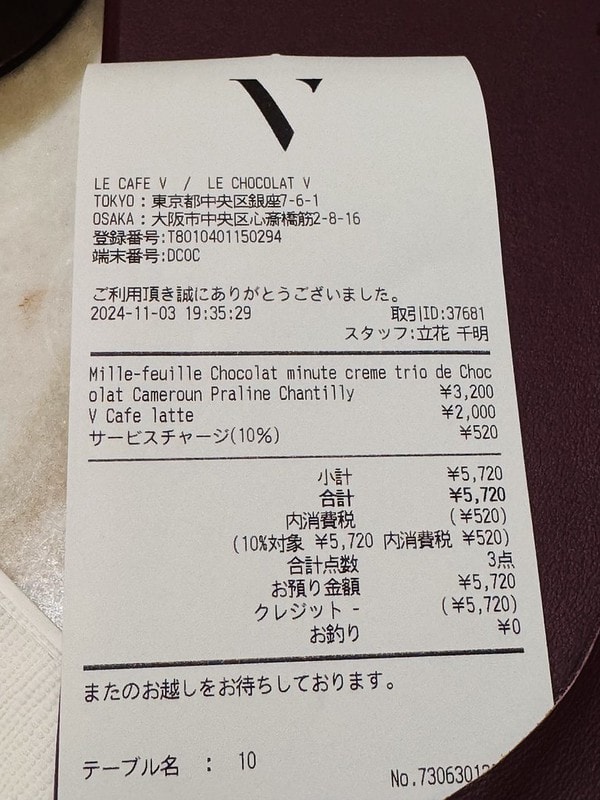 V
LE CAFE V / LE CHOCOLAT V
TOKYO：東京都中央区銀座7-6-1
OSAKA：大阪市中央区心斎橋筋2-8-16
登録番号:T8010401150294
端末番号:DCOC
ご利用頂き誠にありがとうございました。
2024-11-03 19:35:29 取引ID:37681
スタッフ:立花 千明
Mille-feuille Chocolat minute creme trio de Choc
olat Cameroun Praline Chantilly ¥3,200
V Cafe latte ¥2,000
サービスチャージ(10%) ¥520
小計 ¥5,720
合計 ¥5,720
内消費税 (¥520)
(10%対象 ¥5,720 内消費税 ¥520)
合計点数 3点
お預り金額 ¥5,720
クレジット - (¥5,720)
お釣り ¥0
またのお越しをお待ちしております。
テーブル名 ： 10
No.7306301